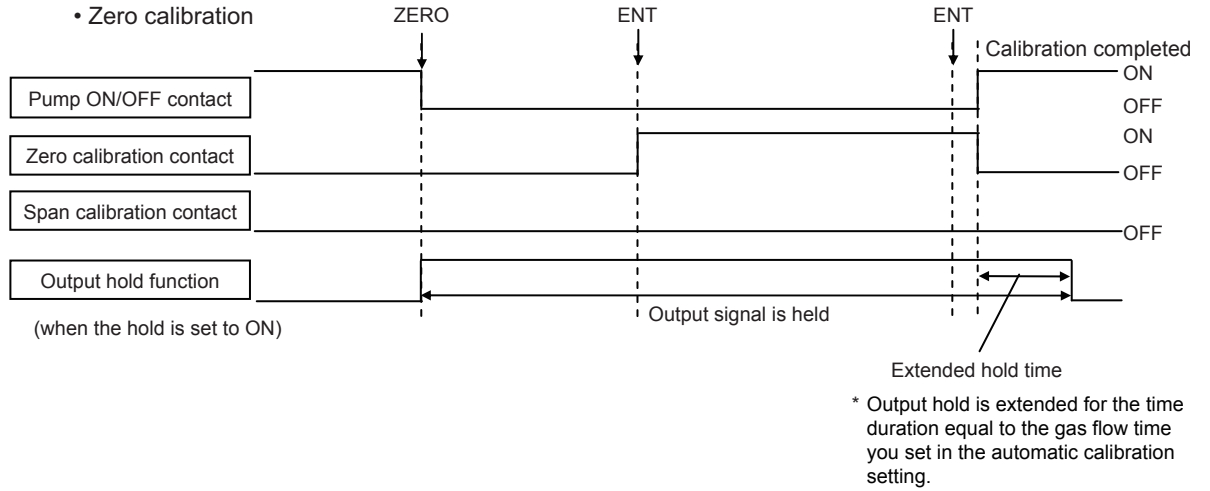 • Zero calibration
ZERO
ENT
ENT
Calibration completed
Pump ON/OFF contact
ON
OFF
Zero calibration contact
ON
OFF
Span calibration contact
OFF
Output hold function
(when the hold is set to ON)
Output signal is held
Extended hold time
* Output hold is extended for the time
duration equal to the gas flow time
you set in the automatic calibration
setting.